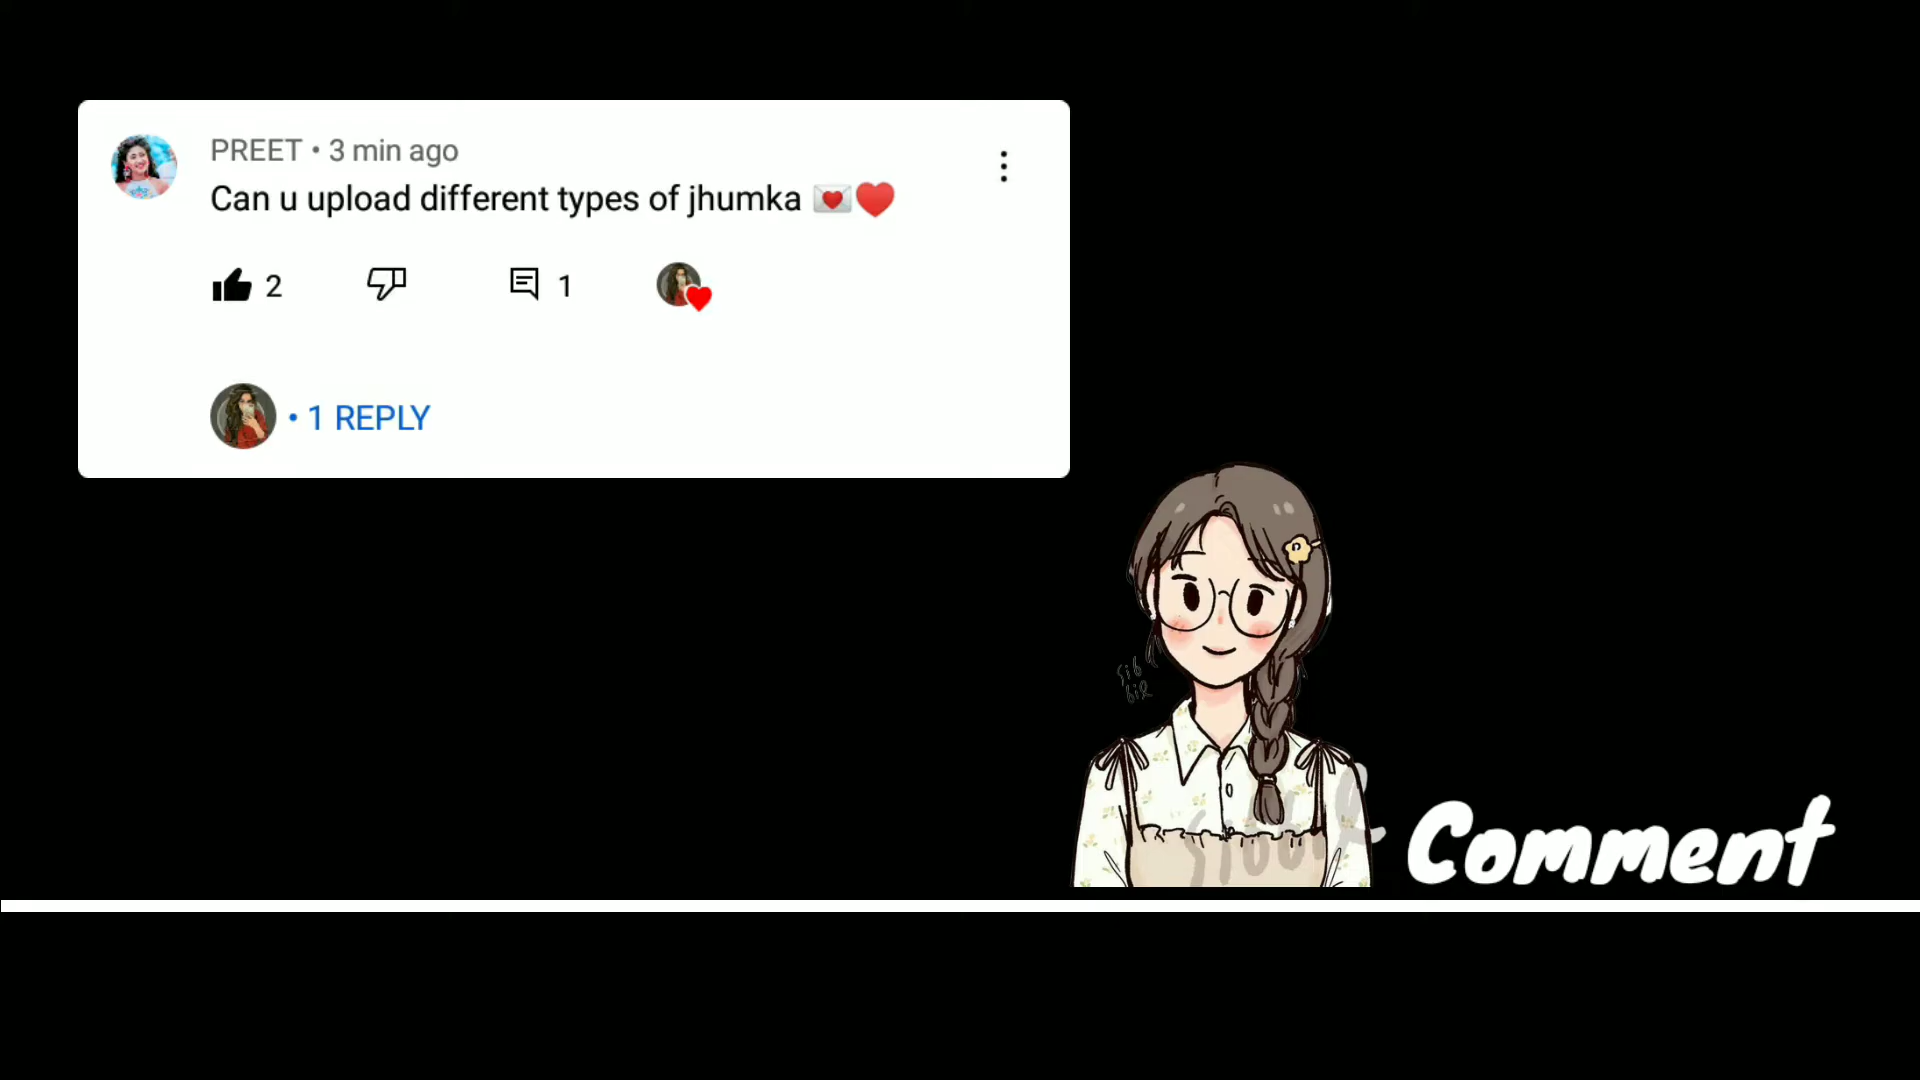 PREET • 3 min ago
Can u upload different types of jhumka 💌❤️
2
1
• 1 REPLY
Comment